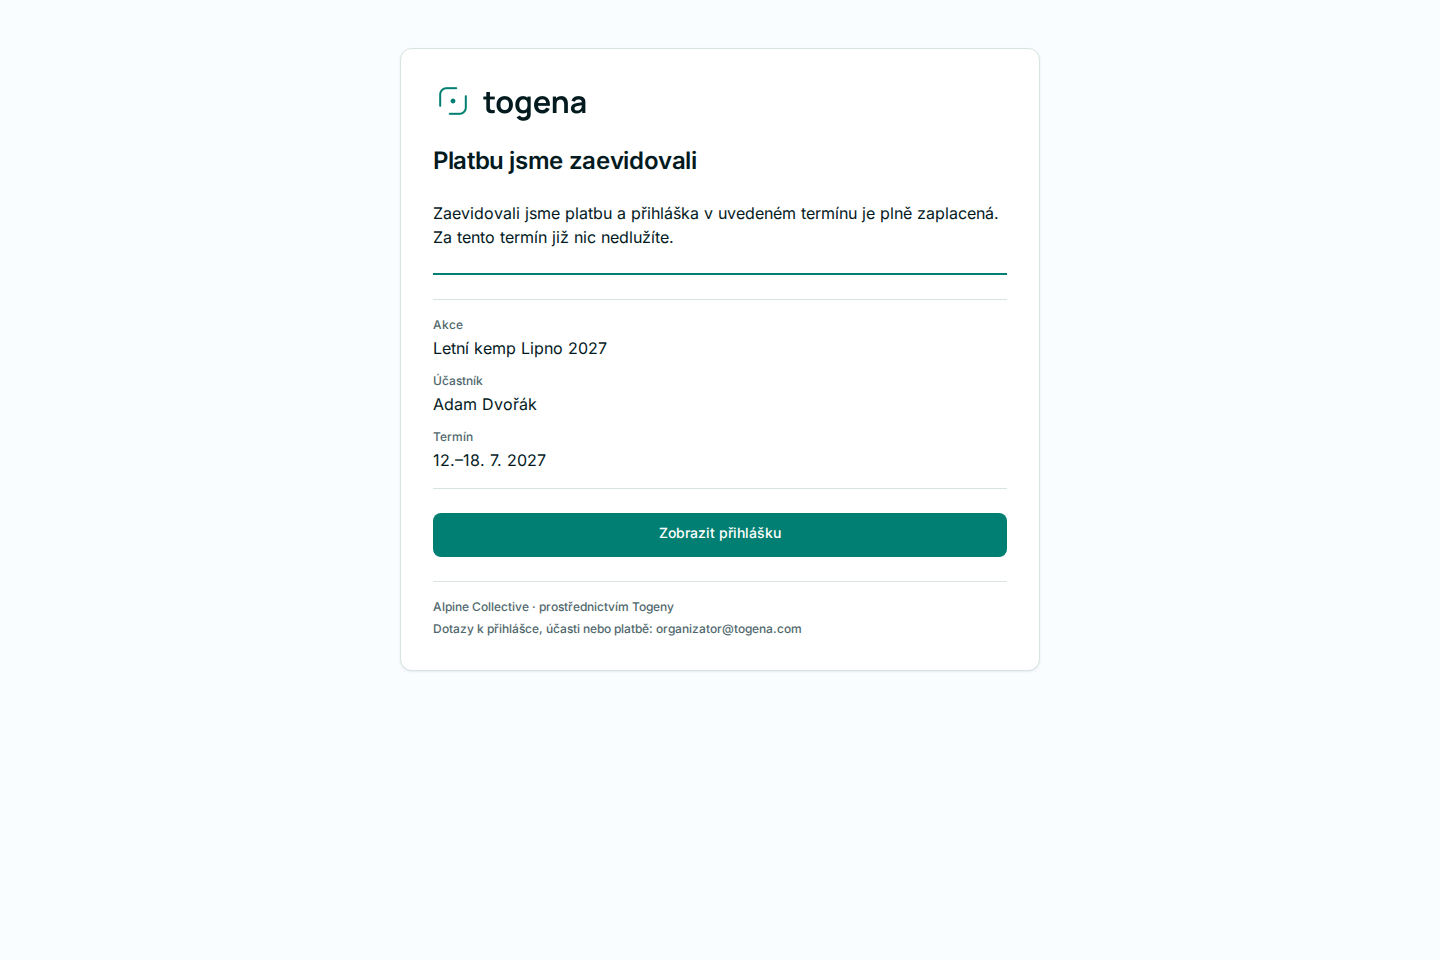 togena
Platbu jsme zaevidovali
Zaevidovali jsme platbu a přihláška v uvedeném termínu je plně zaplacená.
Za tento termín již nic nedlužíte.
Akce
Letní kemp Lipno 2027
Účastník
Adam Dvořák
Termín
12.–18. 7. 2027
Zobrazit přihlášku
Alpine Collective · prostřednictvím Togeny
Dotazy k přihlášce, účasti nebo platbě: organizator@togena.com